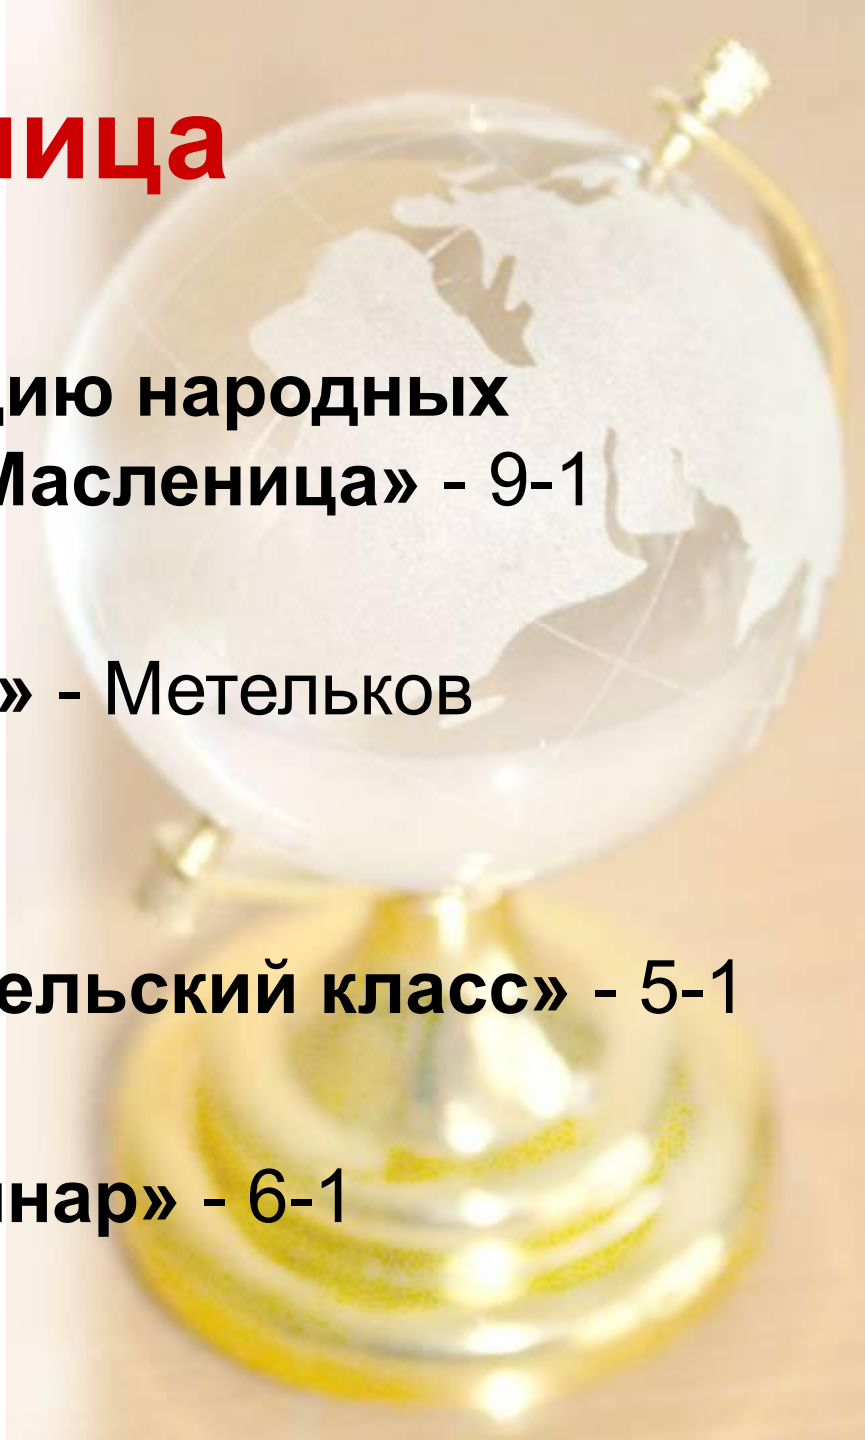 ница
цию народных
Масленица» - 9-1
» - Метельков
ельский класс» - 5-1
нар» - 6-1